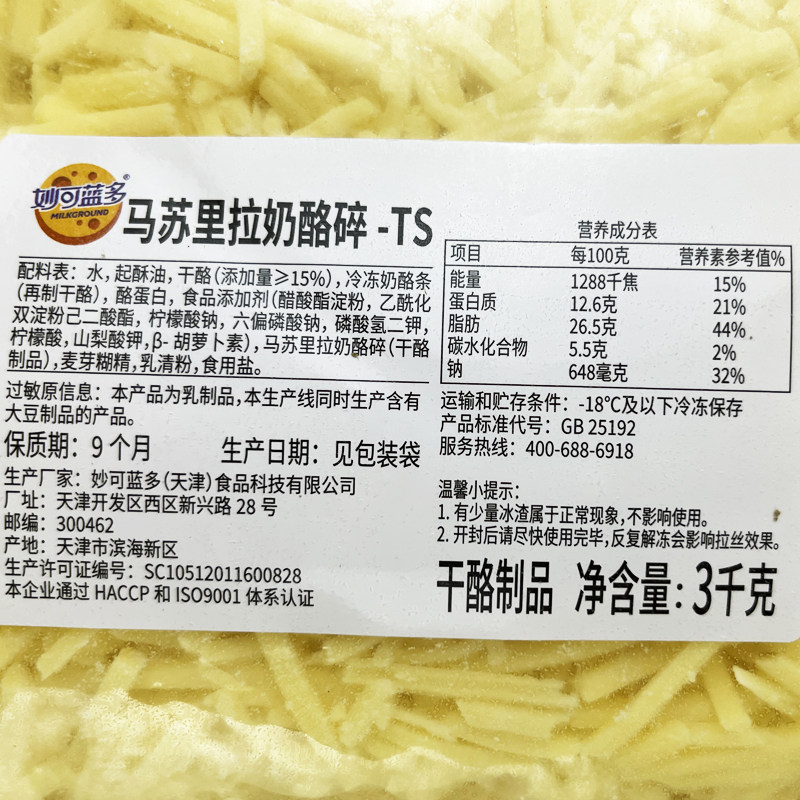 妙可蓝多®
MILKGROUND
马苏里拉奶酪碎 -TS
配料表：水，起酥油，干酪（添加量≥15%），冷冻奶酪条
（再制干酪），酪蛋白，食品添加剂（醋酸酯淀粉，乙酰化
双淀粉己二酸酯，柠檬酸钠，六偏磷酸钠，磷酸氢二钾，
柠檬酸，山梨酸钾，β- 胡萝卜素），马苏里拉奶酪碎（干酪
制品），麦芽糊精，乳清粉，食用盐。
过敏原信息：本产品为乳制品，本生产线同时生产含有
大豆制品的产品。
保质期：9 个月 生产日期：见包装袋
生产厂家：妙可蓝多（天津）食品科技有限公司
厂址：天津开发区西区新兴路 28 号
邮编：300462
产地：天津市滨海新区
生产许可证编号：SC10512011600828
本企业通过 HACCP 和 ISO9001 体系认证
营养成分表
项目 每100克 营养素参考值%
能量 1288千焦 15%
蛋白质 12.6克 21%
脂肪 26.5克 44%
碳水化合物 5.5克 2%
钠 648毫克 32%
运输和贮存条件：-18℃及以下冷冻保存
产品标准代号：GB 25192
服务热线：400-688-6918
温馨小提示：
1. 有少量冰渣属于正常现象，不影响使用。
2. 开封后请尽快使用完毕，反复解冻会影响拉丝效果。
干酪制品 净含量：3千克